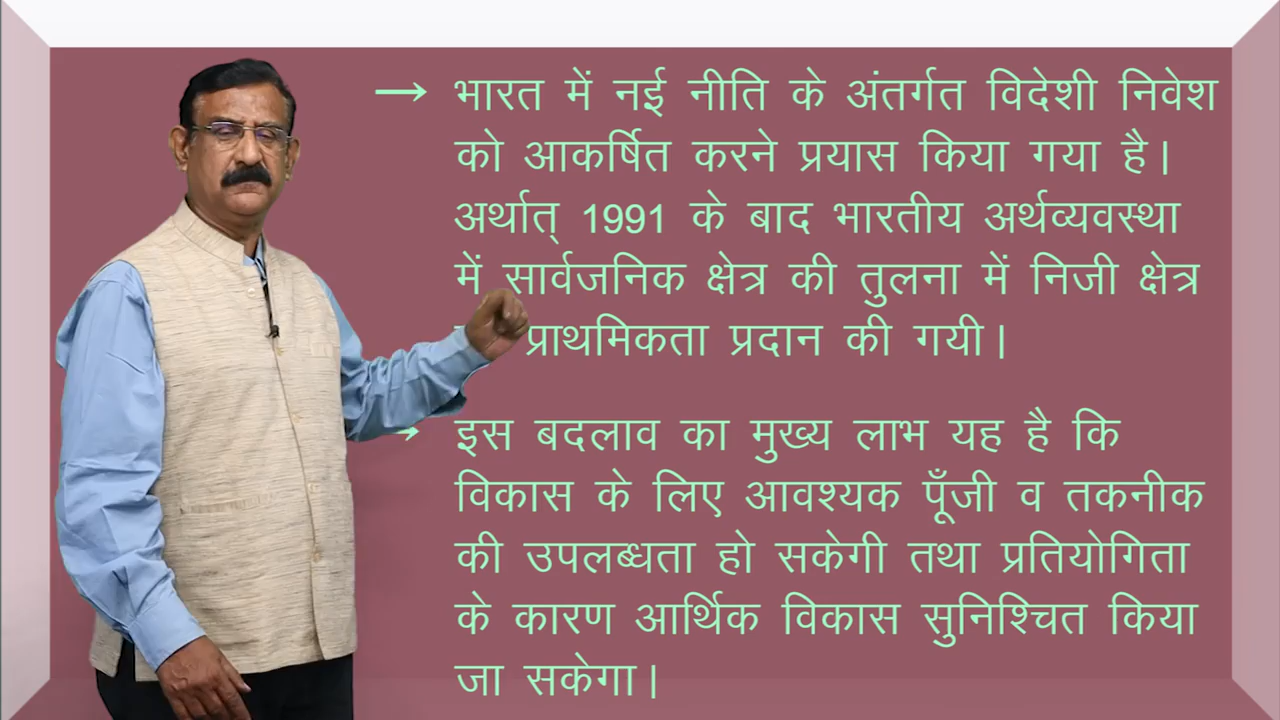 → भारत में नई नीति के अंतर्गत विदेशी निवेश
को आकर्षित करने प्रयास किया गया है।
अर्थात् 1991 के बाद भारतीय अर्थव्यवस्था
में सार्वजनिक क्षेत्र की तुलना में निजी क्षेत्र
प्राथमिकता प्रदान की गयी।
→ इस बदलाव का मुख्य लाभ यह है कि
विकास के लिए आवश्यक पूँजी व तकनीक
की उपलब्धता हो सकेगी तथा प्रतियोगिता
के कारण आर्थिक विकास सुनिश्चित किया
जा सकेगा।